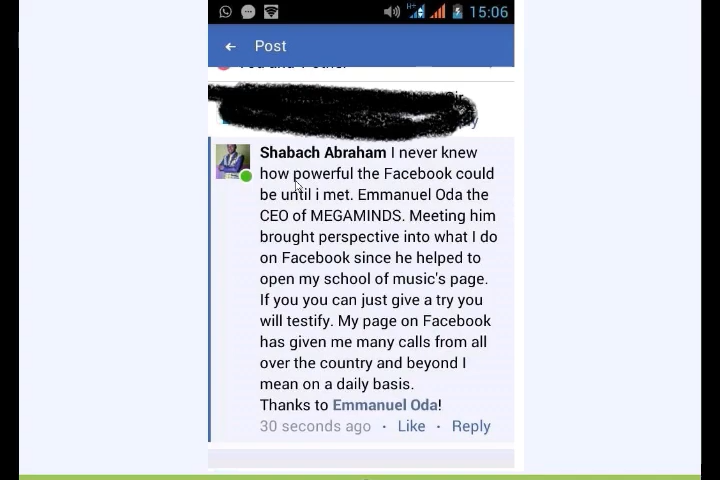 15:06
Post
Shabach Abraham I never knew
how powerful the Facebook could
be until i met. Emmanuel Oda the
CEO of MEGAMINDS. Meeting him
brought perspective into what I do
on Facebook since he helped to
open my school of music's page.
If you you can just give a try you
will testify. My page on Facebook
has given me many calls from all
over the country and beyond I
mean on a daily basis.
Thanks to Emmanuel Oda!
30 seconds ago · Like · Reply